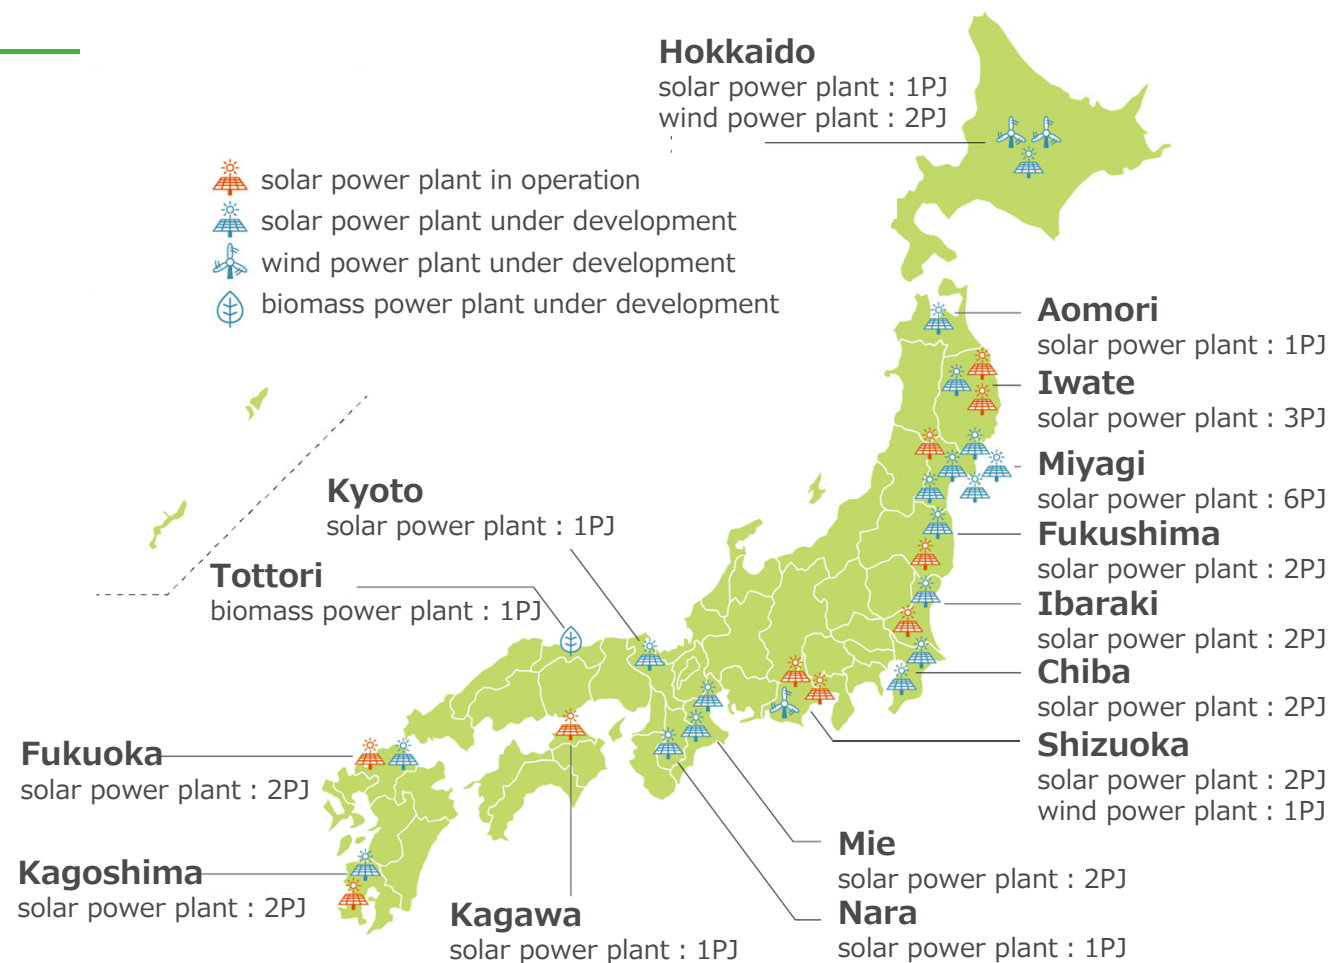 Hokkaido
solar power plant : 1PJ
wind power plant : 2PJ
solar power plant in operation
solar power plant under development
wind power plant under development
biomass power plant under development
Aomori
solar power plant : 1PJ
Iwate
solar power plant : 3PJ
Miyagi
solar power plant : 6PJ
Fukushima
solar power plant : 2PJ
Ibaraki
solar power plant : 2PJ
Chiba
solar power plant : 2PJ
Shizuoka
solar power plant : 2PJ
wind power plant : 1PJ
Kyoto
solar power plant : 1PJ
Tottori
biomass power plant : 1PJ
Fukuoka
solar power plant : 2PJ
Kagoshima
solar power plant : 2PJ
Kagawa
solar power plant : 1PJ
Mie
solar power plant : 2PJ
Nara
solar power plant : 1PJ